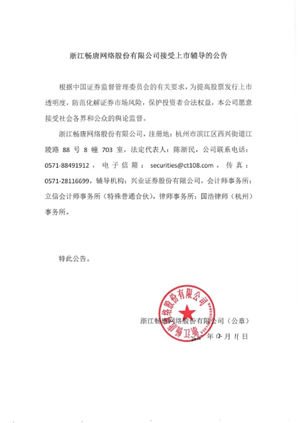 浙江畅唐网络股份有限公司接受上市辅导的公告
根据中国证券监督管理委员会的有关要求，为提高股票发行上市
透明度，防范化解证券市场风险，保护投资者合法权益，本公司愿意
接受社会各界和公众的舆论监督。
浙江畅唐网络股份有限公司，注册地：杭州市滨江区西兴街道江
陵路 88 号 8 幢 703 室，法定代表人：陈浙民，公司联系电话：
0571-88491912，电子信箱：securities@ct108.com，传真：
0571-28116699，辅导机构：兴业证券股份有限公司，会计师事务所：
立信会计师事务所（特殊普通合伙），律师事务所：国浩律师（杭州）
事务所。
特此公告。
浙江畅唐网络股份有限公司（公章）
年 月 11 日